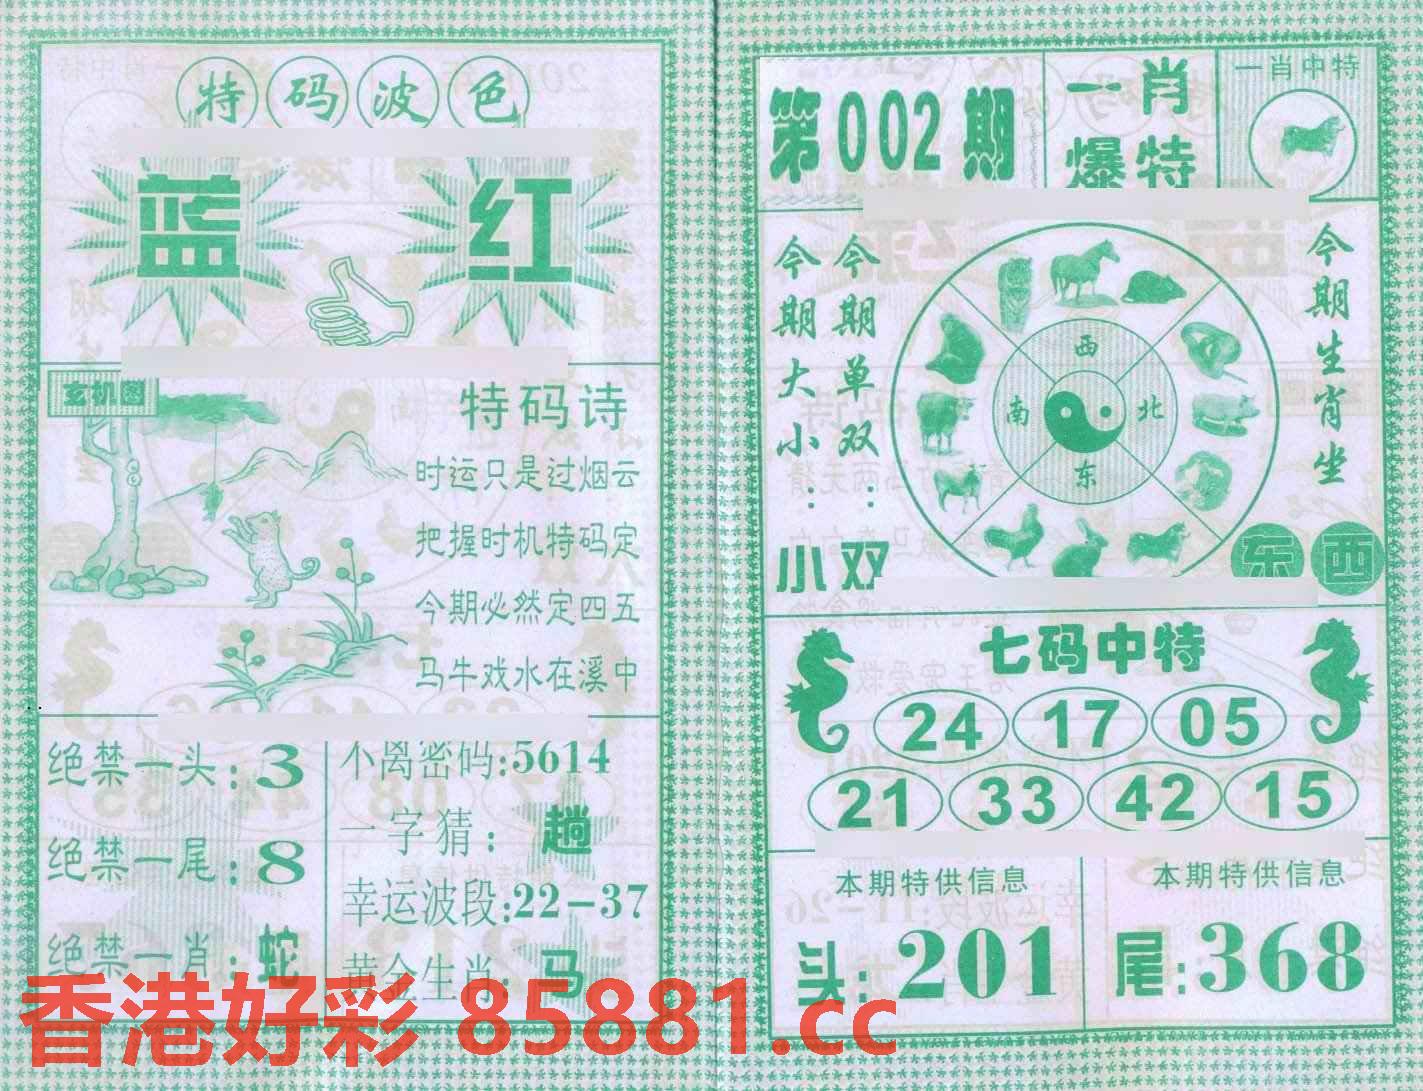 特码波色
蓝 红
玄机图
特码诗
时运只是过烟云
把握时机特码定
今期必然定四五
马牛戏水在溪中
绝禁一头:3
绝禁一尾:8
绝禁一肖:蛇
不离密码:5614
一字猜:趟
幸运波段:22-37
黄金生肖:马
第002期
一肖
爆特
一肖中特
今期大小:小
今期单双:双
西
南 北
东
今期生肖坐
东西
七码中特
24 17 05
21 33 42 15
本期特供信息
头:201
本期特供信息
尾:368
香港好彩 85881.cc